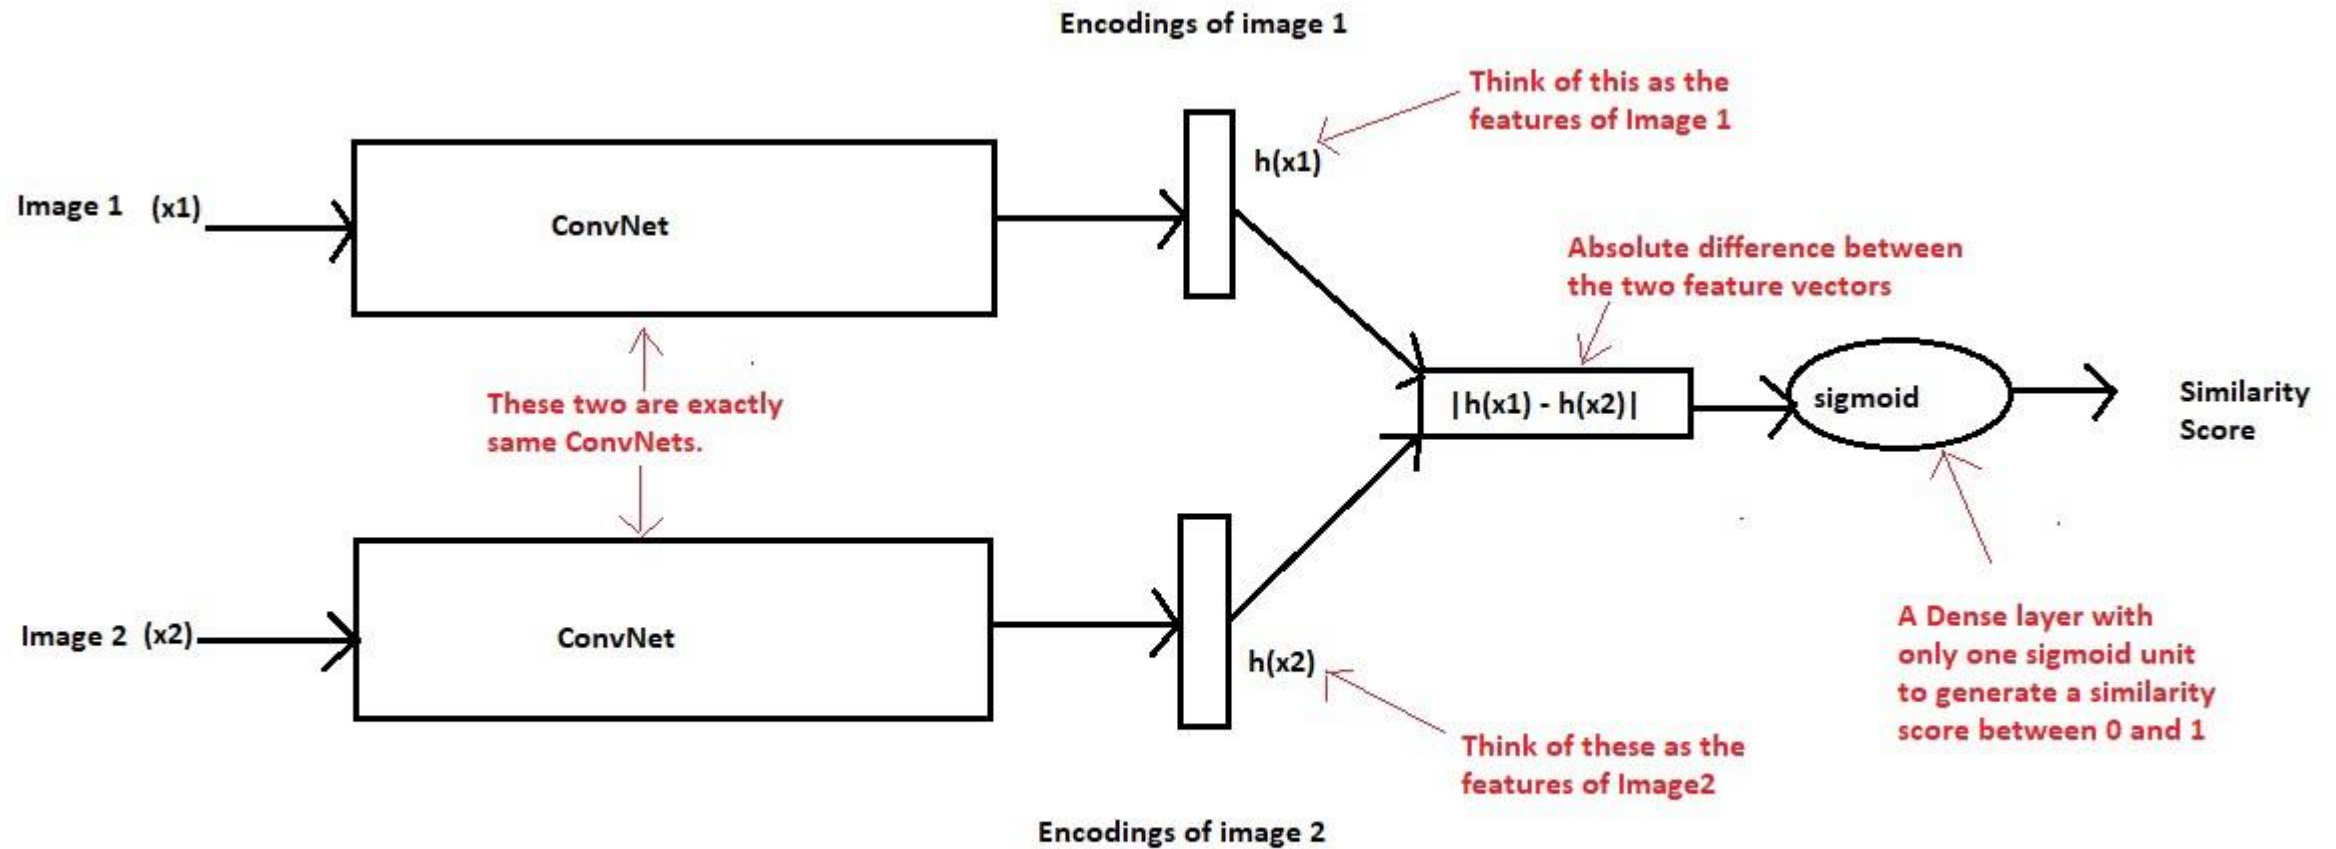 Encodings of image 1
Think of this as the
features of Image 1
h(x1)
Image 1 (x1)
ConvNet
Absolute difference between
the two feature vectors
These two are exactly
same ConvNets.
|h(x1) - h(x2)|
sigmoid
Similarity
Score
Image 2 (x2)
ConvNet
h(x2)
A Dense layer with
only one sigmoid unit
to generate a similarity
score between 0 and 1
Think of these as the
features of Image2
Encodings of image 2